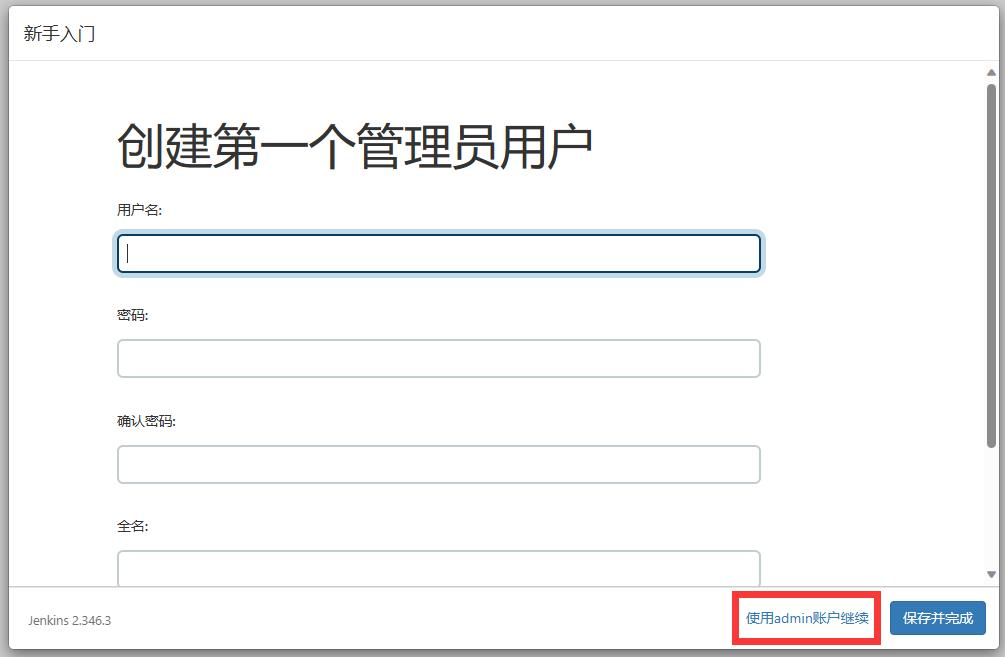 新手入门
创建第一个管理员用户
用户名:
密码:
确认密码:
全名:
Jenkins 2.346.3
使用admin账户继续
保存并完成